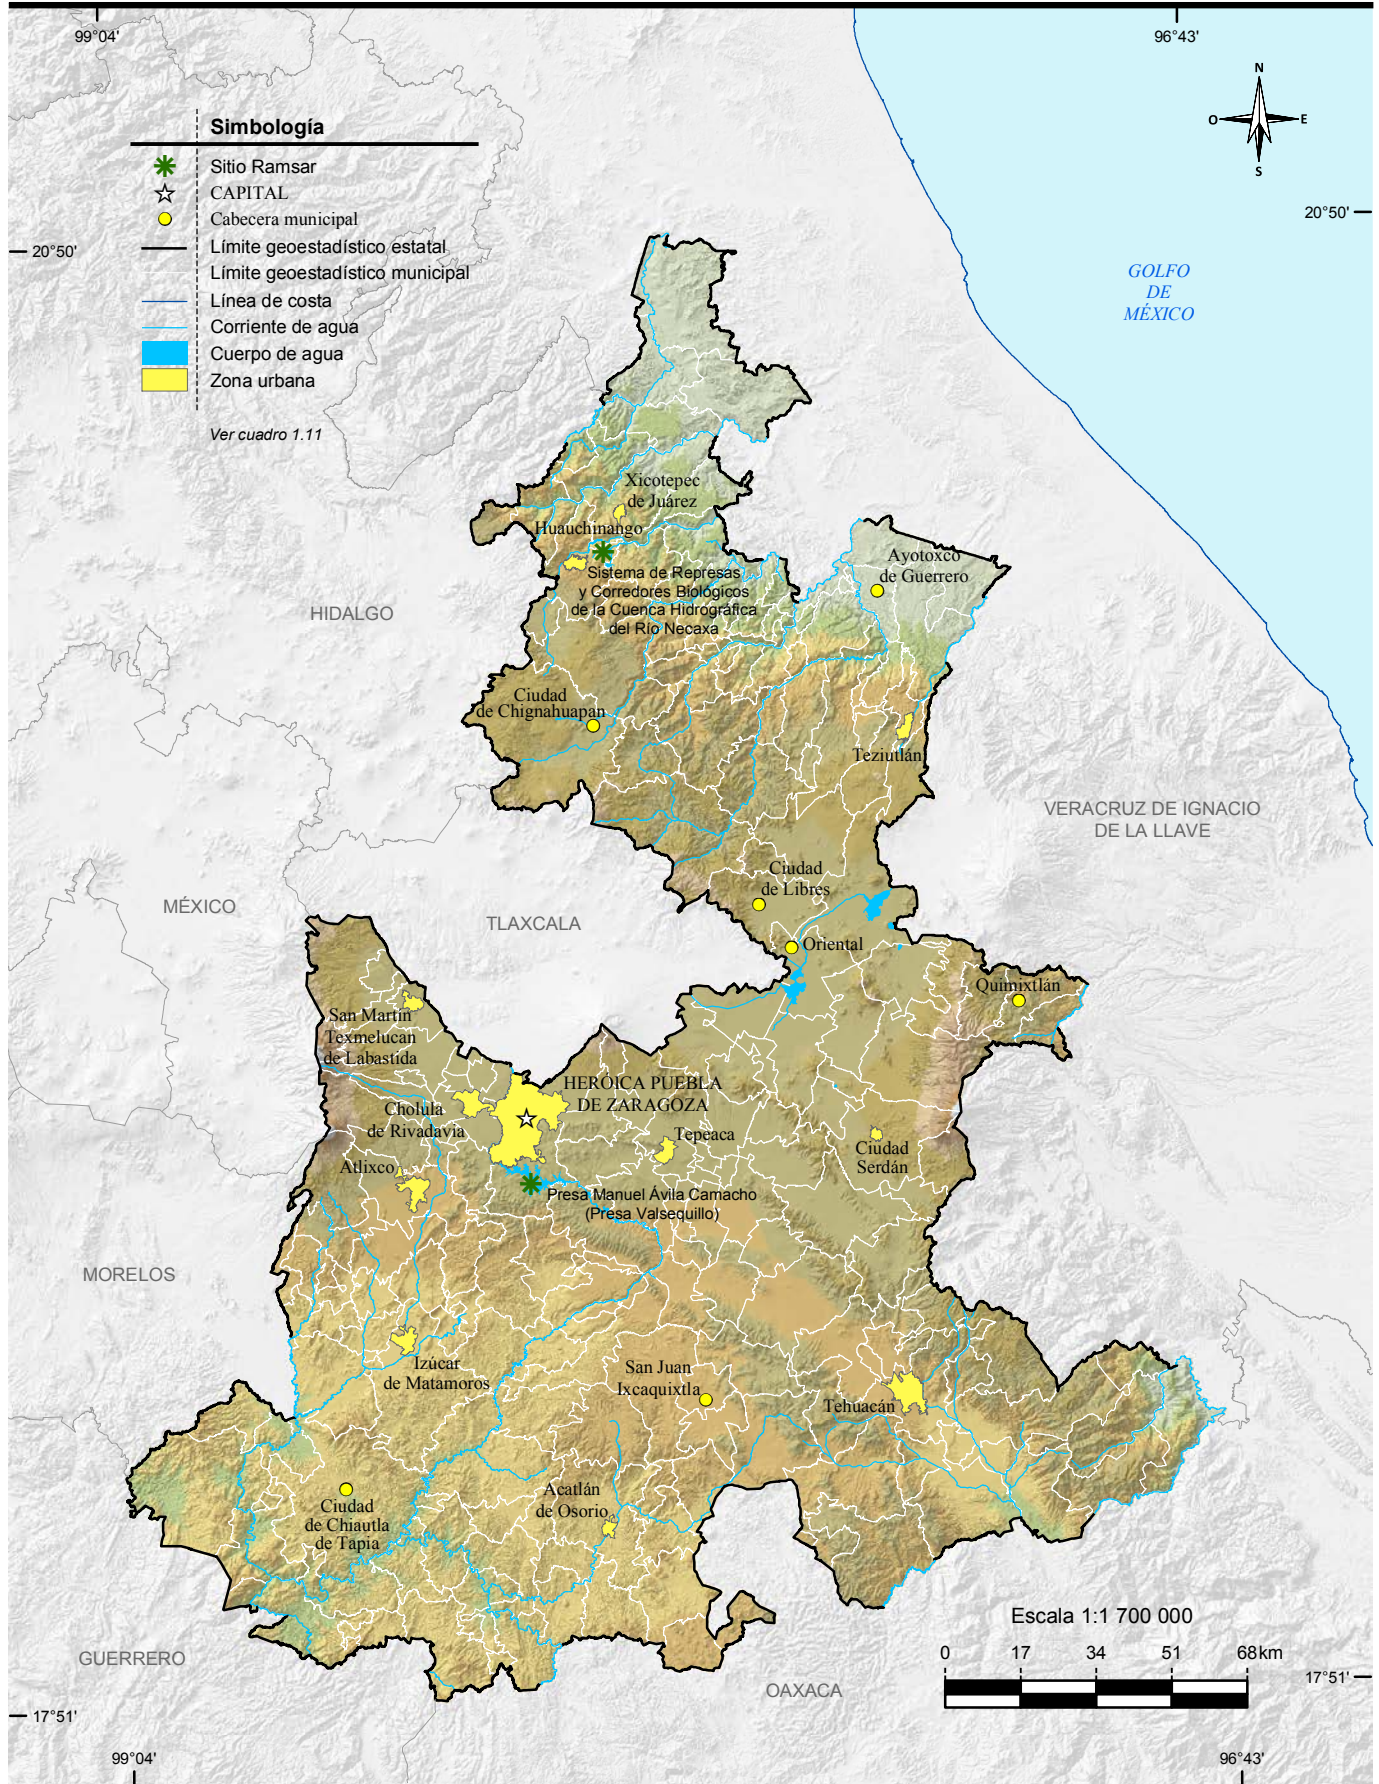 99°04'
96°43'
N
O
E
S
Simbología
Sitio Ramsar
CAPITAL
Cabecera municipal
Límite geoestadístico estatal
Límite geoestadístico municipal
Línea de costa
Corriente de agua
Cuerpo de agua
Zona urbana
Ver cuadro 1.11
20°50'
20°50'
GOLFO
DE
MÉXICO
Xicotepec
de Juárez
Huauchinango
Sistema de Represas
y Corredores Biológicos
de la Cuenca Hidrográfica
del Río Necaxa
Ayotoxco
de Guerrero
HIDALGO
Ciudad
de Chignahuapan
Teziutlán
VERACRUZ DE IGNACIO
DE LA LLAVE
Ciudad
de Libres
MÉXICO
TLAXCALA
Oriental
Quimixtlán
San Martín
Texmelucan
de Labastida
HERÓICA PUEBLA
DE ZARAGOZA
Cholula
de Rivadavia
Tepeaca
Ciudad
Serdán
Atlixco
Presa Manuel Ávila Camacho
(Presa Valsequillo)
MORELOS
Izúcar
de Matamoros
San Juan
Ixcaquixtla
Tehuacán
Ciudad
de Chiautla
de Tapia
Acatlán
de Osorio
Escala 1:1 700 000
0
17
34
51
68km
GUERRERO
OAXACA
17°51'
17°51'
99°04'
96°43'